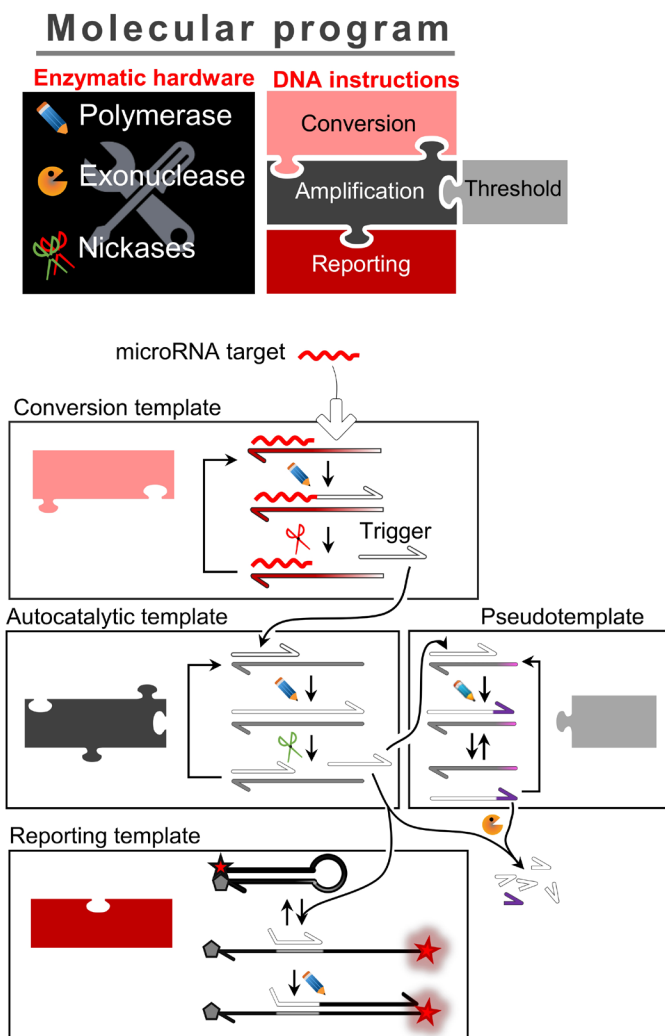 Molecular program
Enzymatic hardware
DNA instructions
Polymerase
Exonuclease
Nickases
Conversion
Amplification
Threshold
Reporting
microRNA target
Conversion template
Trigger
Autocatalytic template
Pseudotemplate
Reporting template